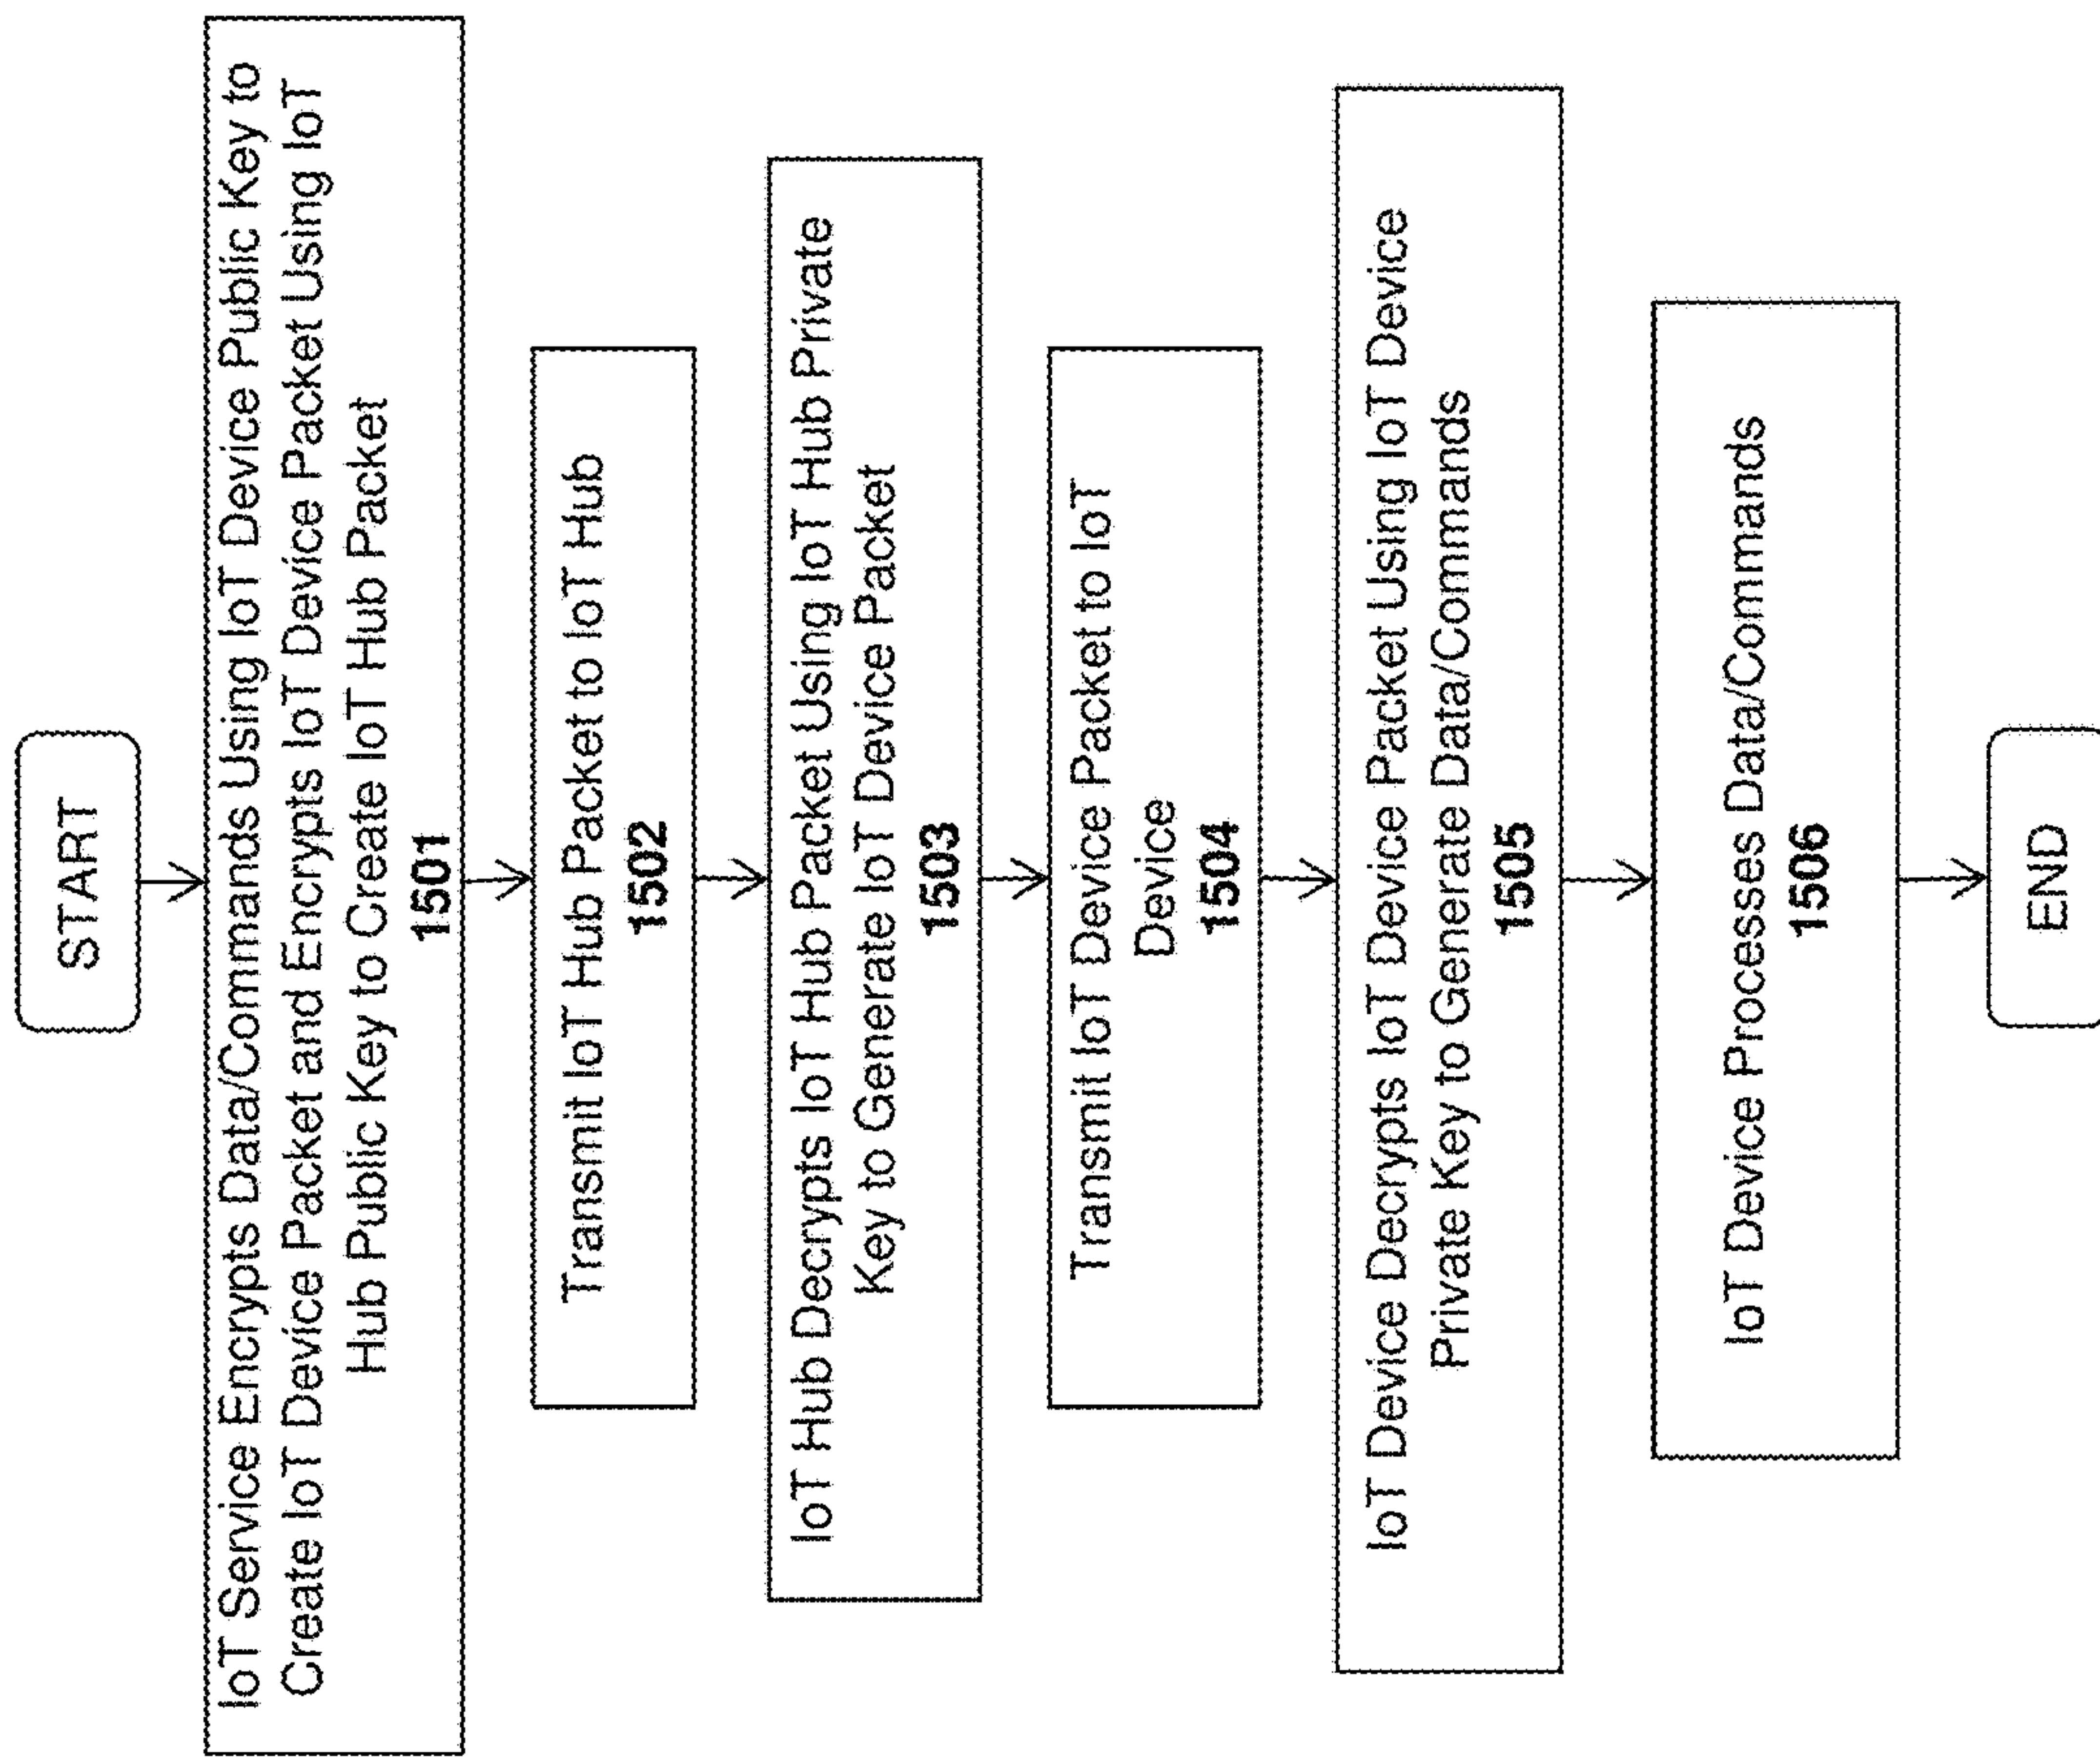 START
IoT Service Encrypts Data/Commands Using IoT Device Public Key to
Create IoT Device Packet and Encrypts IoT Device Packet Using IoT
Hub Public Key to Create IoT Hub Packet
1501
Transmit IoT Hub Packet to IoT Hub
1502
IoT Hub Decrypts IoT Hub Packet Using IoT Hub Private
Key to Generate IoT Device Packet
1503
Transmit IoT Device Packet to IoT
Device
1504
IoT Device Decrypts IoT Device Packet Using IoT Device
Private Key to Generate Data/Commands
1505
IoT Device Processes Data/Commands
1506
END